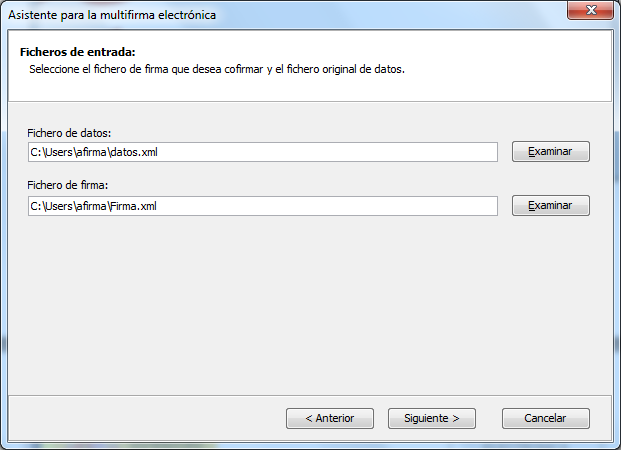 Asistente para la multifirma electrónica
Ficheros de entrada:
Seleccione el fichero de firma que desea cofirmar y el fichero original de datos.
Fichero de datos:
C:\Users\afirma\datos.xml
Examinar
Fichero de firma:
C:\Users\afirma\Firma.xml
Examinar
< Anterior
Siguiente >
Cancelar